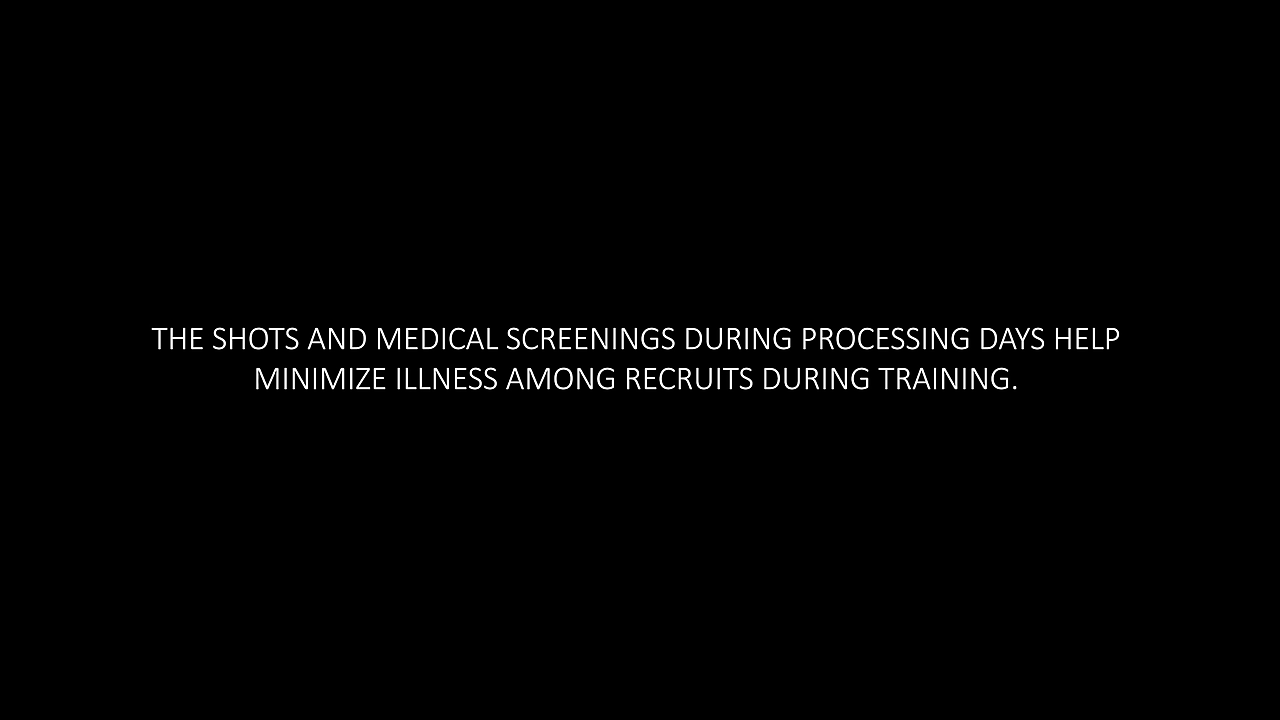 THE SHOTS AND MEDICAL SCREENINGS DURING PROCESSING DAYS HELP
MINIMIZE ILLNESS AMONG RECRUITS DURING TRAINING.